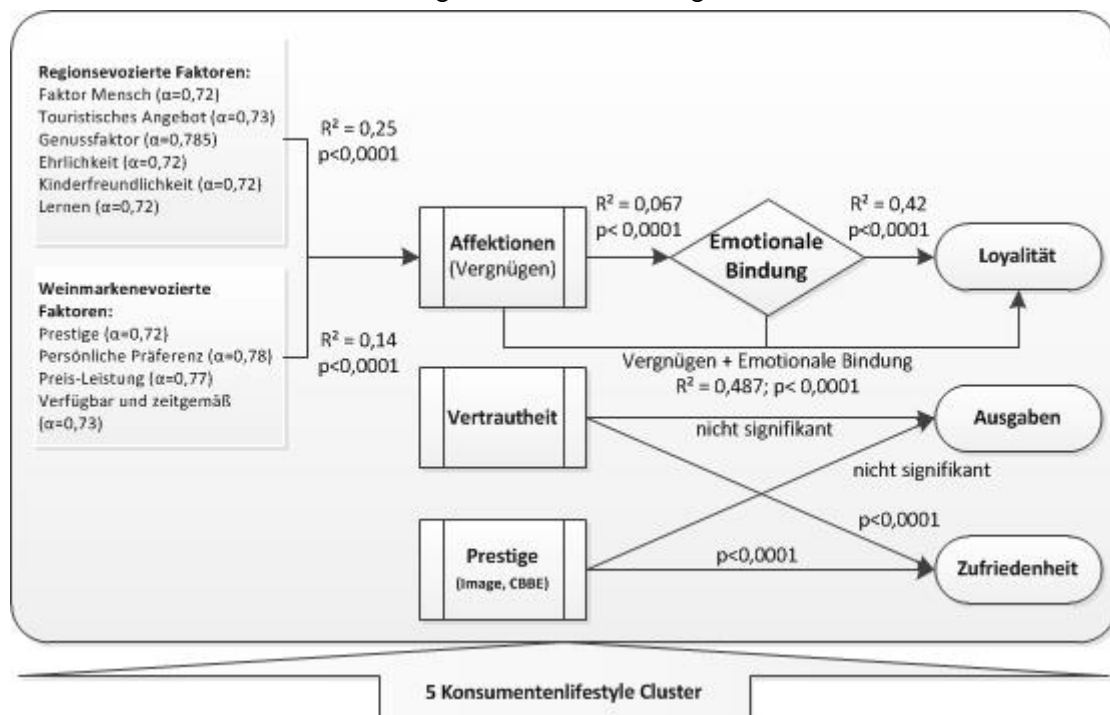 Regionsevozierte Faktoren:
Faktor Mensch (α=0,72)
Touristisches Angebot (α=0,73)
Genussfaktor (α=0,785)
Ehrlichkeit (α=0,72)
Kinderfreundlichkeit (α=0,72)
Lernen (α=0,72)
Weinmarkenevozierte
Faktoren:
Prestige (α=0,72)
Persönliche Präferenz (α=0,78)
Preis-Leistung (α=0,77)
Verfügbar und zeitgemäß
(α=0,73)
R² = 0,25
p<0,0001
R² = 0,14
p<0,0001
Affektionen
(Vergnügen)
R² = 0,067
p< 0,0001
Emotionale
Bindung
R² = 0,42
p<0,0001
Loyalität
Vergnügen + Emotionale Bindung
R² = 0,487; p< 0,0001
Vertrautheit
nicht signifikant
Ausgaben
nicht signifikant
p<0,0001
Prestige
(Image, CBBE)
p<0,0001
Zufriedenheit
5 Konsumentenlifestyle Cluster